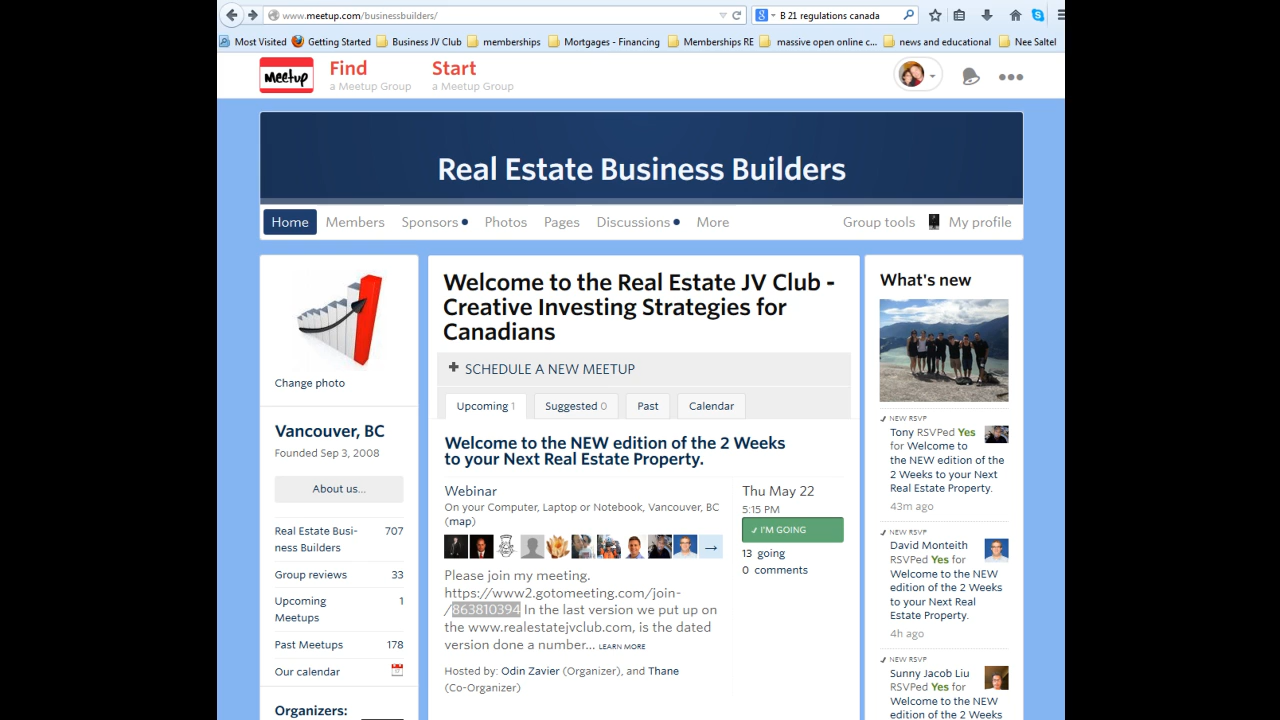 www.meetup.com/businessbuilders/
B 21 regulations canada
Most Visited
Getting Started
Business JV Club
memberships
Mortgages - Financing
Memberships RE
massive open online c...
news and educational
Nee Saltel
Meetup
Find
a Meetup Group
Start
a Meetup Group
Real Estate Business Builders
Home
Members
Sponsors
Photos
Pages
Discussions
More
Group tools
My profile
Change photo
Vancouver, BC
Founded Sep 3, 2008
About us...
Real Estate Busi-
ness Builders
707
Group reviews 33
Upcoming
Meetups
1
Past Meetups 178
Our calendar
Organizers:
Welcome to the Real Estate JV Club -
Creative Investing Strategies for
Canadians
+ SCHEDULE A NEW MEETUP
Upcoming 1
Suggested 0
Past
Calendar
Welcome to the NEW edition of the 2 Weeks
to your Next Real Estate Property.
Webinar
On your Computer, Laptop or Notebook, Vancouver, BC
(map)
Please join my meeting.
https://www2.gotomeeting.com/join-
/863810394 In the last version we put up on
the www.realestatejvclub.com, is the dated
version done a number... LEARN MORE
Hosted by: Odin Zavier (Organizer), and Thane
(Co-Organizer)
Thu May 22
5:15 PM
✓ I'M GOING
13 going
0 comments
What's new
✓ NEW RSVP
Tony RSVPed Yes
for Welcome to
the NEW edition of the
2 Weeks to your Next
Real Estate Property.
43m ago
✓ NEW RSVP
David Monteith
RSVPed Yes for
Welcome to the NEW
edition of the 2 Weeks
to your Next Real
Estate Property.
4h ago
✓ NEW RSVP
Sunny Jacob Liu
RSVPed Yes for
Welcome to the NEW
edition of the 2 Weeks